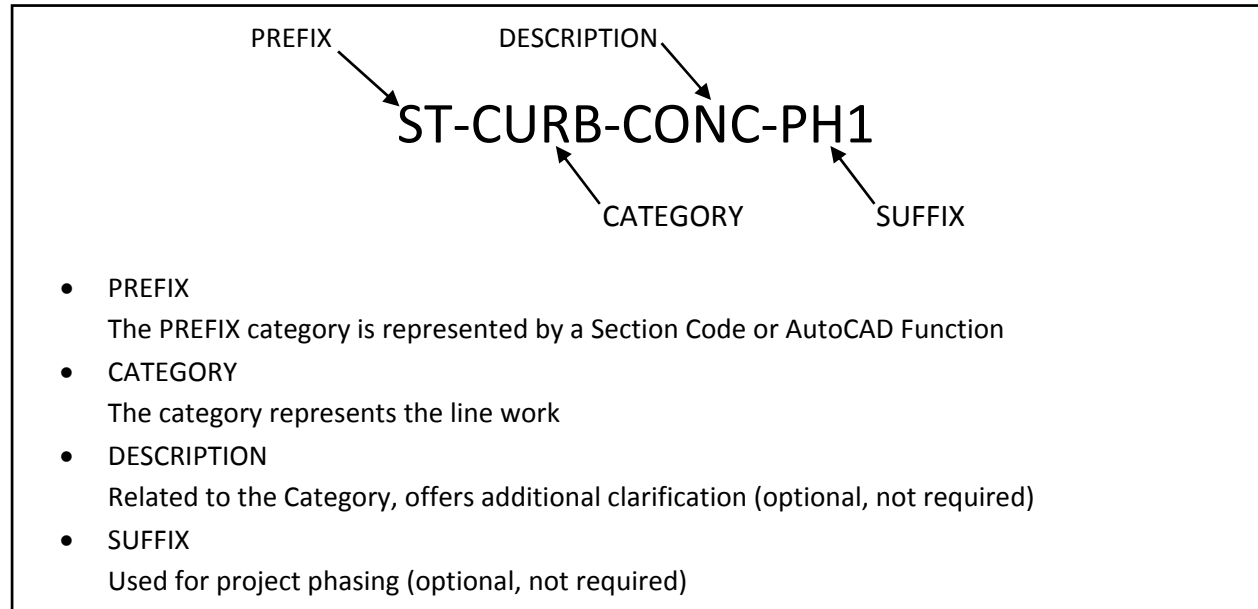 PREFIX DESCRIPTION
ST-CURB-CONC-PH1
CATEGORY SUFFIX
• PREFIX
The PREFIX category is represented by a Section Code or AutoCAD Function
• CATEGORY
The category represents the line work
• DESCRIPTION
Related to the Category, offers additional clarification (optional, not required)
• SUFFIX
Used for project phasing (optional, not required)